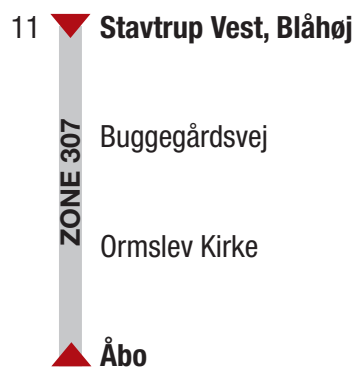 11 Stavtrup Vest, Blåhøj
Buggegårdsvej
ZONE 307
Ormslev Kirke
Åbo